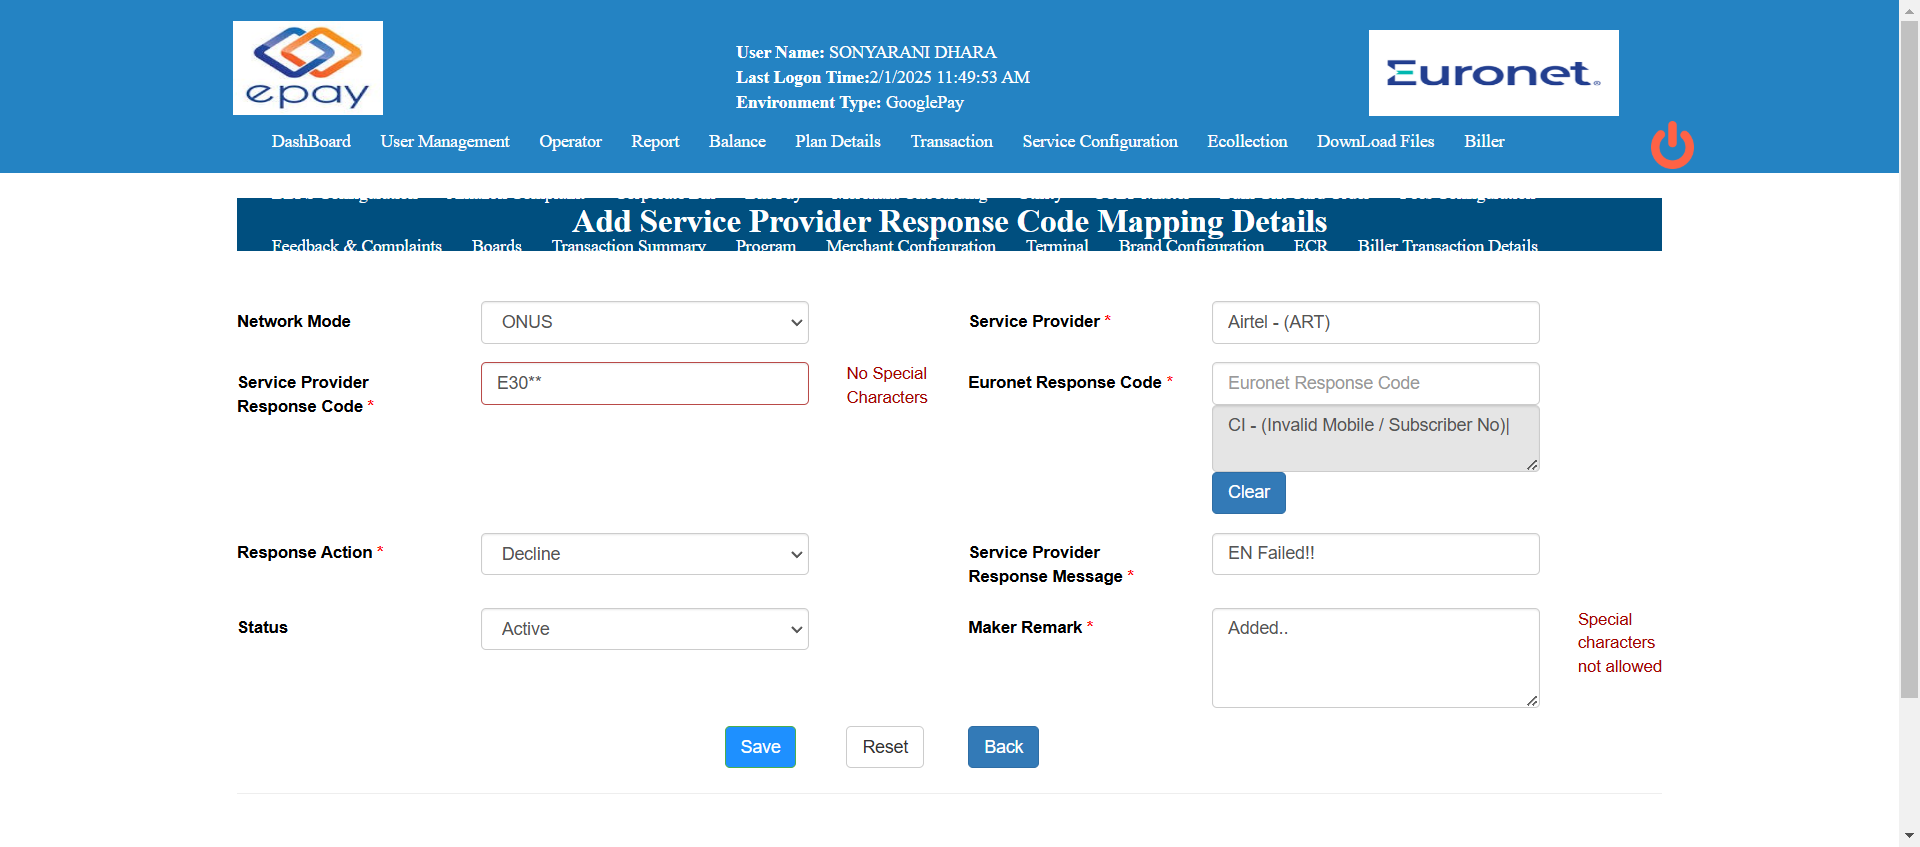 epay
User Name: SONYARANI DHARA
Last Logon Time:2/1/2025 11:49:53 AM
Environment Type: GooglePay
Euronet
DashBoard User Management Operator Report Balance Plan Details Transaction Service Configuration Ecollection DownLoad Files Biller
Add Service Provider Response Code Mapping Details
Feedback & Complaints Boards Transaction Summary Program Merchant Configuration Terminal Brand Configuration ECR Biller Transaction Details
Network Mode ONUS Service Provider * Airtel - (ART)
Service Provider Response Code * E30** No Special Characters Euronet Response Code * Euronet Response Code
CI - (Invalid Mobile / Subscriber No)|
Clear
Response Action * Decline Service Provider Response Message * EN Failed!!
Status Active Maker Remark * Added.. Special characters not allowed
Save Reset Back